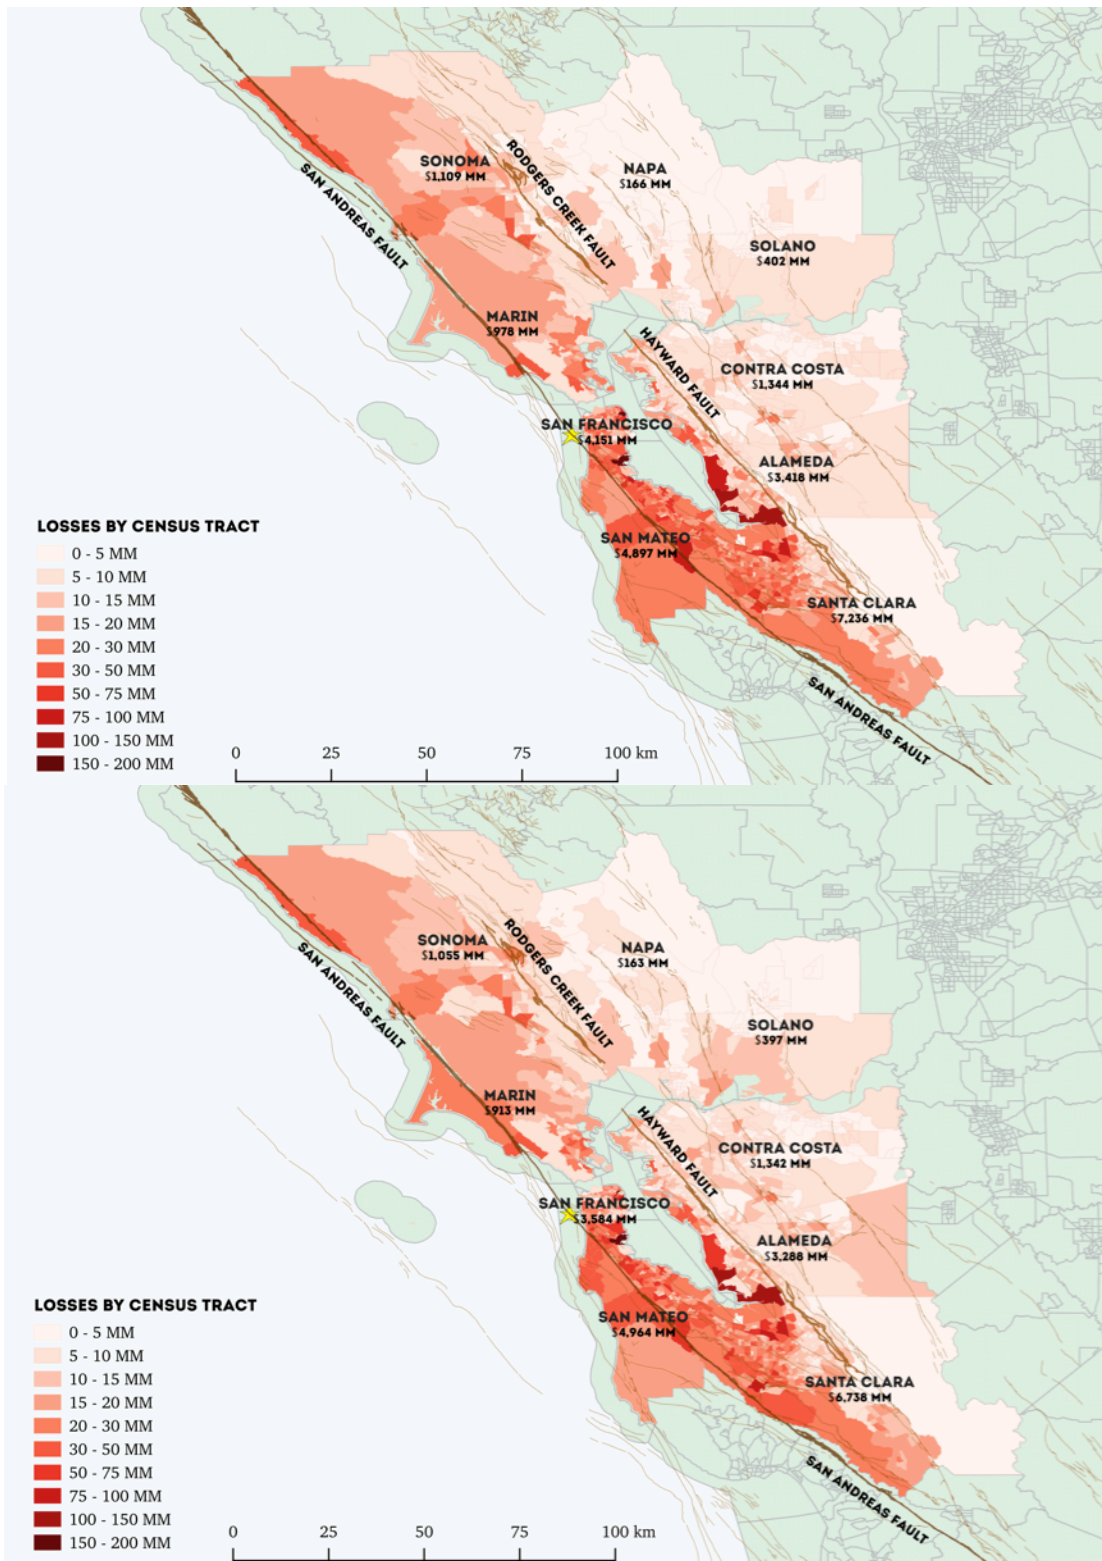 RODGERS CREEK FAULT
SONOMA
$1,109 MM
NAPA
$166 MM
SAN ANDREAS FAULT
SOLANO
$402 MM
MARIN
$978 MM
HAYWARD FAULT
CONTRA COSTA
$1,344 MM
SAN FRANCISCO
$4,151 MM
ALAMEDA
$3,418 MM
SAN MATEO
$4,897 MM
SANTA CLARA
$7,236 MM
SAN ANDREAS FAULT
LOSSES BY CENSUS TRACT
0 - 5 MM
5 - 10 MM
10 - 15 MM
15 - 20 MM
20 - 30 MM
30 - 50 MM
50 - 75 MM
75 - 100 MM
100 - 150 MM
150 - 200 MM
0 25 50 75 100 km
RODGERS CREEK FAULT
SONOMA
$1,055 MM
NAPA
$163 MM
SAN ANDREAS FAULT
SOLANO
$397 MM
MARIN
$913 MM
HAYWARD FAULT
CONTRA COSTA
$1,342 MM
SAN FRANCISCO
$3,584 MM
ALAMEDA
$3,288 MM
SAN MATEO
$4,964 MM
SANTA CLARA
$6,738 MM
SAN ANDREAS FAULT
LOSSES BY CENSUS TRACT
0 - 5 MM
5 - 10 MM
10 - 15 MM
15 - 20 MM
20 - 30 MM
30 - 50 MM
50 - 75 MM
75 - 100 MM
100 - 150 MM
150 - 200 MM
0 25 50 75 100 km